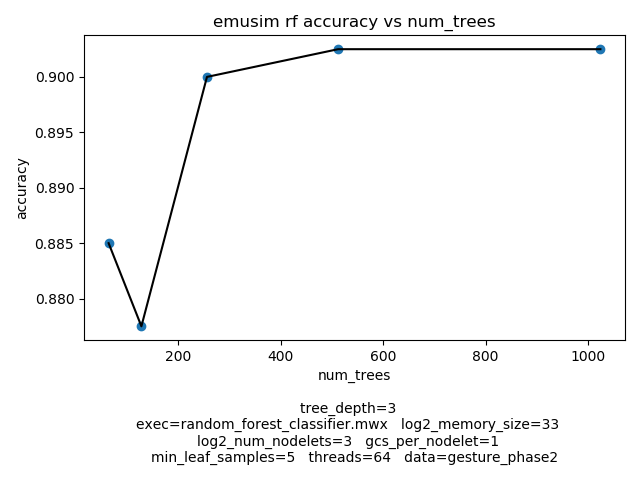 emusim rf accuracy vs num_trees
0.900
0.895
0.890
0.885
0.880
accuracy
200 400 600 800 1000
num_trees
tree_depth=3
exec=random_forest_classifier.mwx log2_memory_size=33
log2_num_nodelets=3 gcs_per_nodelet=1
min_leaf_samples=5 threads=64 data=gesture_phase2